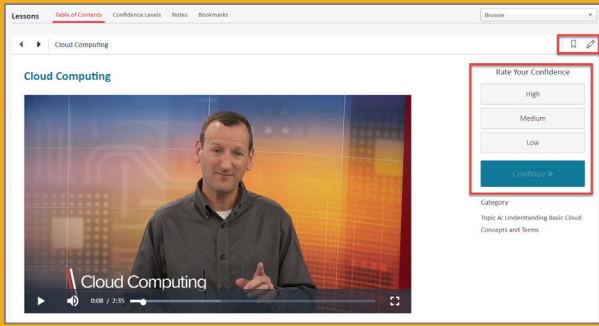 Lessons Table of Contents Confidence Levels Notes Bookmarks Browse
Cloud Computing
Cloud Computing
Rate Your Confidence
High
Medium
Low
Continue »
Category
Topic A: Understanding Basic Cloud
Concepts and Terms
Cloud Computing
0:08 / 2:35